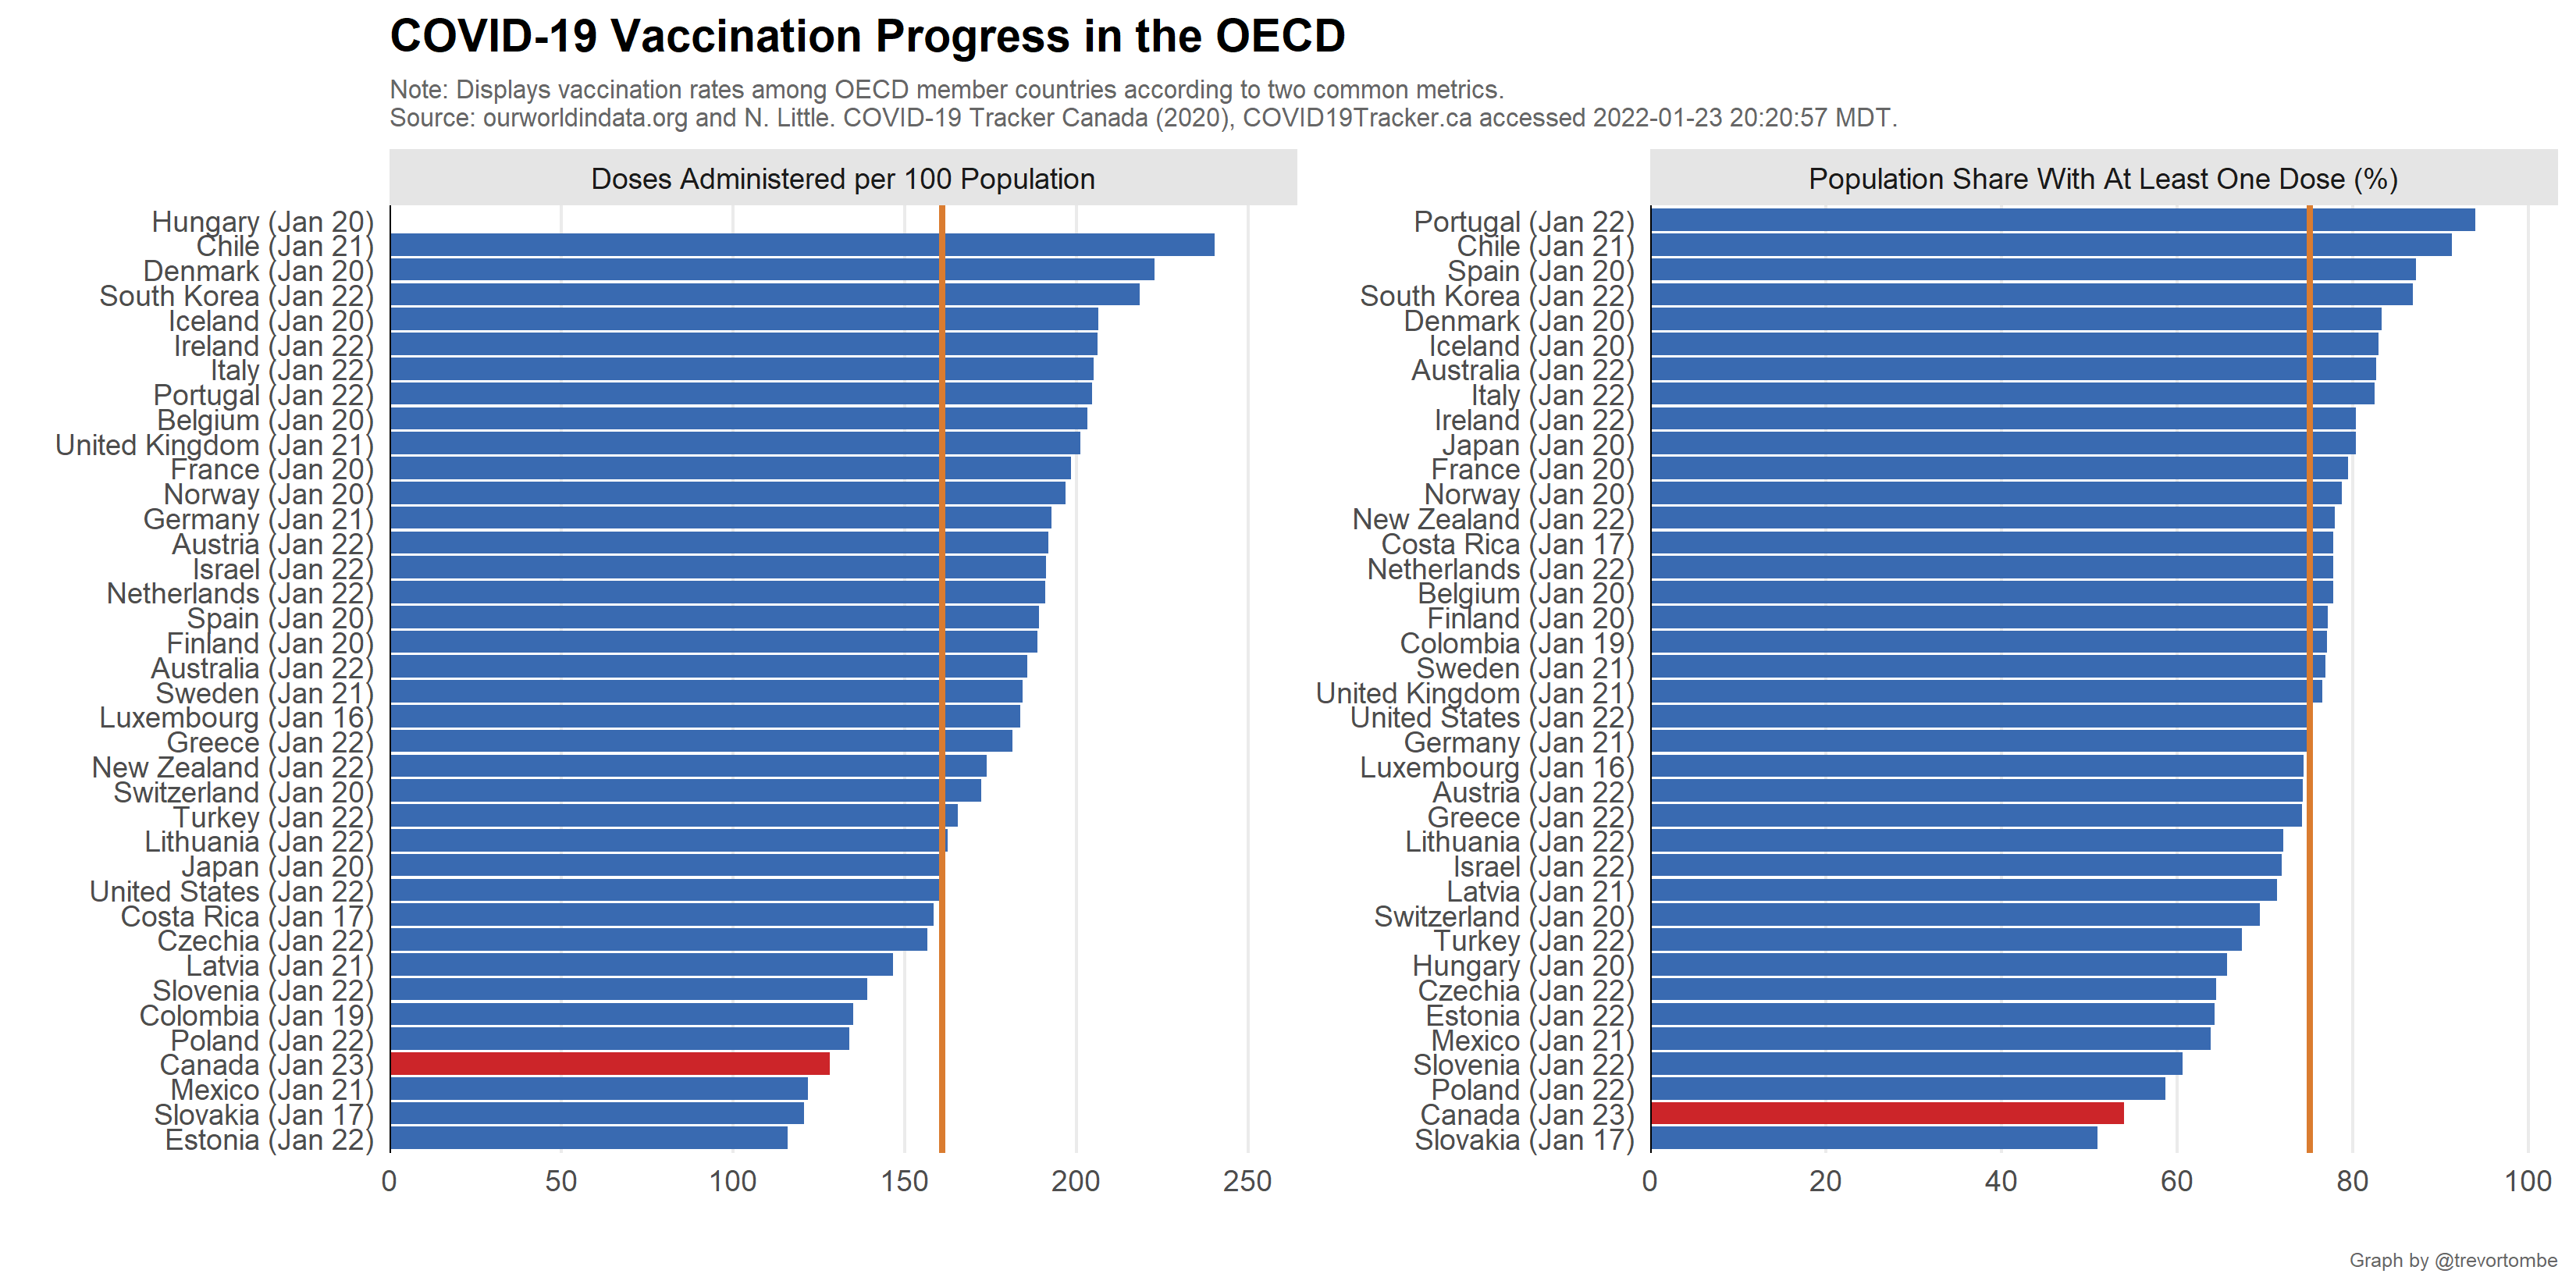 COVID-19 Vaccination Progress in the OECD
Note: Displays vaccination rates among OECD member countries according to two common metrics.
Source: ourworldindata.org and N. Little. COVID-19 Tracker Canada (2020), COVID19Tracker.ca accessed 2022-01-23 20:20:57 MDT.
Doses Administered per 100 Population
Hungary (Jan 20)
Chile (Jan 21)
Denmark (Jan 20)
South Korea (Jan 22)
Iceland (Jan 20)
Ireland (Jan 22)
Italy (Jan 22)
Portugal (Jan 22)
Belgium (Jan 20)
United Kingdom (Jan 21)
France (Jan 20)
Norway (Jan 20)
Germany (Jan 21)
Austria (Jan 22)
Israel (Jan 22)
Netherlands (Jan 22)
Spain (Jan 20)
Finland (Jan 20)
Australia (Jan 22)
Sweden (Jan 21)
Luxembourg (Jan 16)
Greece (Jan 22)
New Zealand (Jan 22)
Switzerland (Jan 20)
Turkey (Jan 22)
Lithuania (Jan 22)
Japan (Jan 20)
United States (Jan 22)
Costa Rica (Jan 17)
Czechia (Jan 22)
Latvia (Jan 21)
Slovenia (Jan 22)
Colombia (Jan 19)
Poland (Jan 22)
Canada (Jan 23)
Mexico (Jan 21)
Slovakia (Jan 17)
Estonia (Jan 22)
0 50 100 150 200 250
Population Share With At Least One Dose (%)
Portugal (Jan 22)
Chile (Jan 21)
Spain (Jan 20)
South Korea (Jan 22)
Denmark (Jan 20)
Iceland (Jan 20)
Australia (Jan 22)
Italy (Jan 22)
Ireland (Jan 22)
Japan (Jan 20)
France (Jan 20)
Norway (Jan 20)
New Zealand (Jan 22)
Costa Rica (Jan 17)
Netherlands (Jan 22)
Belgium (Jan 20)
Finland (Jan 20)
Colombia (Jan 19)
Sweden (Jan 21)
United Kingdom (Jan 21)
United States (Jan 22)
Germany (Jan 21)
Luxembourg (Jan 16)
Austria (Jan 22)
Greece (Jan 22)
Lithuania (Jan 22)
Israel (Jan 22)
Latvia (Jan 21)
Switzerland (Jan 20)
Turkey (Jan 22)
Hungary (Jan 20)
Czechia (Jan 22)
Estonia (Jan 22)
Mexico (Jan 21)
Slovenia (Jan 22)
Poland (Jan 22)
Canada (Jan 23)
Slovakia (Jan 17)
0 20 40 60 80 100
Graph by @trevortombe